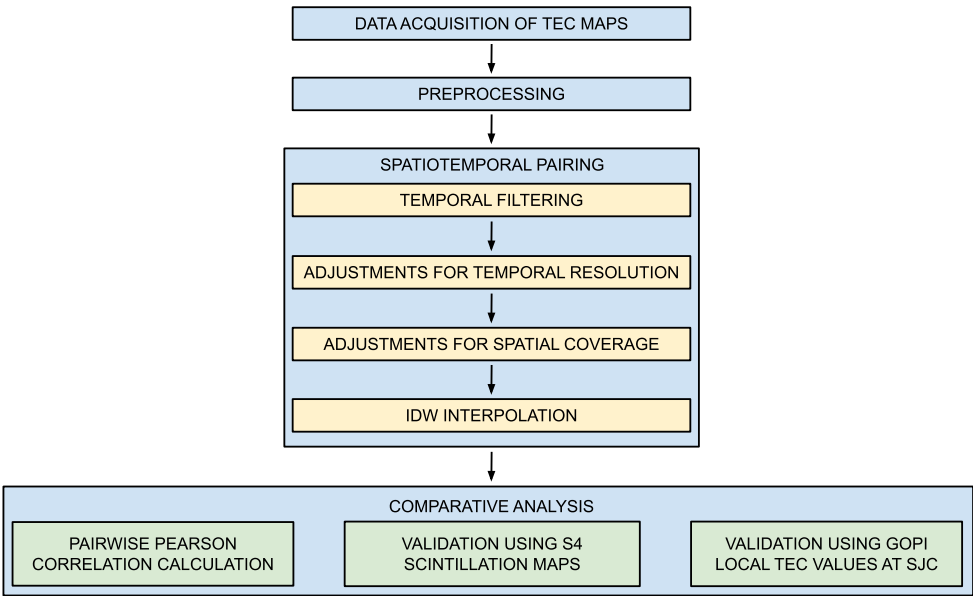 DATA ACQUISITION OF TEC MAPS
PREPROCESSING
SPATIOTEMPORAL PAIRING
TEMPORAL FILTERING
ADJUSTMENTS FOR TEMPORAL RESOLUTION
ADJUSTMENTS FOR SPATIAL COVERAGE
IDW INTERPOLATION
COMPARATIVE ANALYSIS
PAIRWISE PEARSON
CORRELATION CALCULATION
VALIDATION USING S4
SCINTILLATION MAPS
VALIDATION USING GOPI
LOCAL TEC VALUES AT SJC